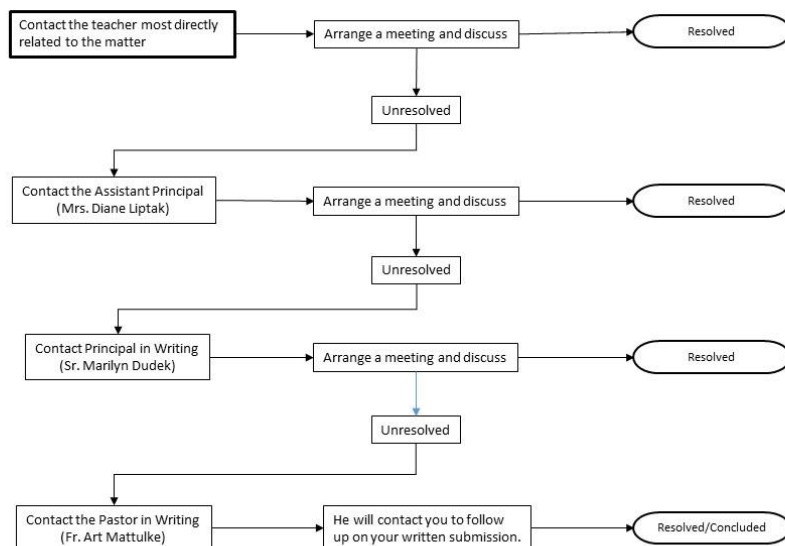 Contact the teacher most directly
related to the matter
Arrange a meeting and discuss
Resolved
Unresolved
Contact the Assistant Principal
(Mrs. Diane Liptak)
Arrange a meeting and discuss
Resolved
Unresolved
Contact Principal in Writing
(Sr. Marilyn Dudek)
Arrange a meeting and discuss
Resolved
Unresolved
Contact the Pastor in Writing
(Fr. Art Mattulke)
He will contact you to follow
up on your written submission.
Resolved/Concluded